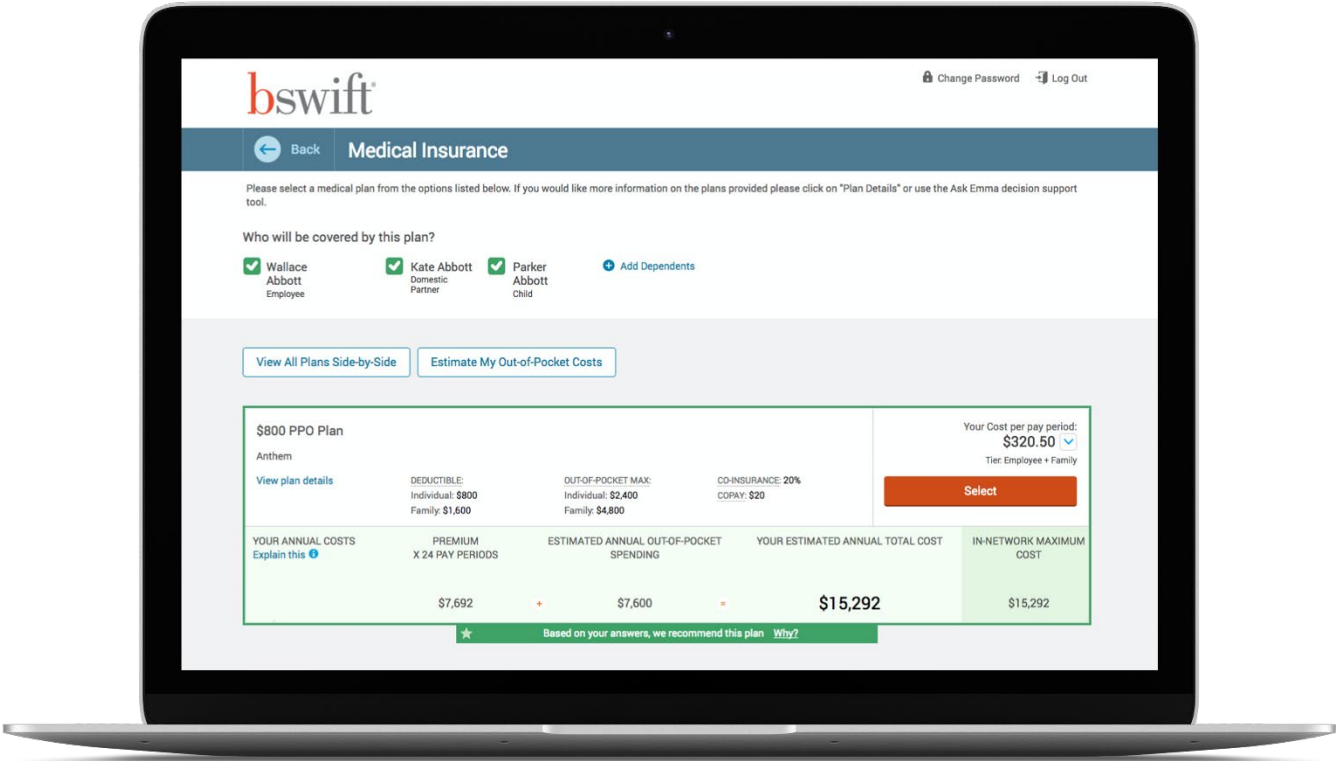 bswift
Change Password Log Out
Back Medical Insurance
Please select a medical plan from the options listed below. If you would like more information on the plans provided please click on "Plan Details" or use the Ask Emma decision support
tool.
Who will be covered by this plan?
Wallace
Abbott
Employee
Kate Abbott
Domestic
Partner
Parker
Abbott
Child
Add Dependents
View All Plans Side-by-Side
Estimate My Out-of-Pocket Costs
$800 PPO Plan
Anthem
View plan details
DEDUCTIBLE:
Individual: $800
Family: $1,600
OUT-OF-POCKET MAX:
Individual: $2,400
Family: $4,800
CO-INSURANCE: 20%
COPAY: $20
Your Cost per pay period:
$320.50
Tier: Employee + Family
Select
YOUR ANNUAL COSTS
Explain this
PREMIUM
X 24 PAY PERIODS
ESTIMATED ANNUAL OUT-OF-POCKET
SPENDING
YOUR ESTIMATED ANNUAL TOTAL COST
IN-NETWORK MAXIMUM
COST
$7,692 + $7,600 = $15,292 $15,292
Based on your answers, we recommend this plan Why?